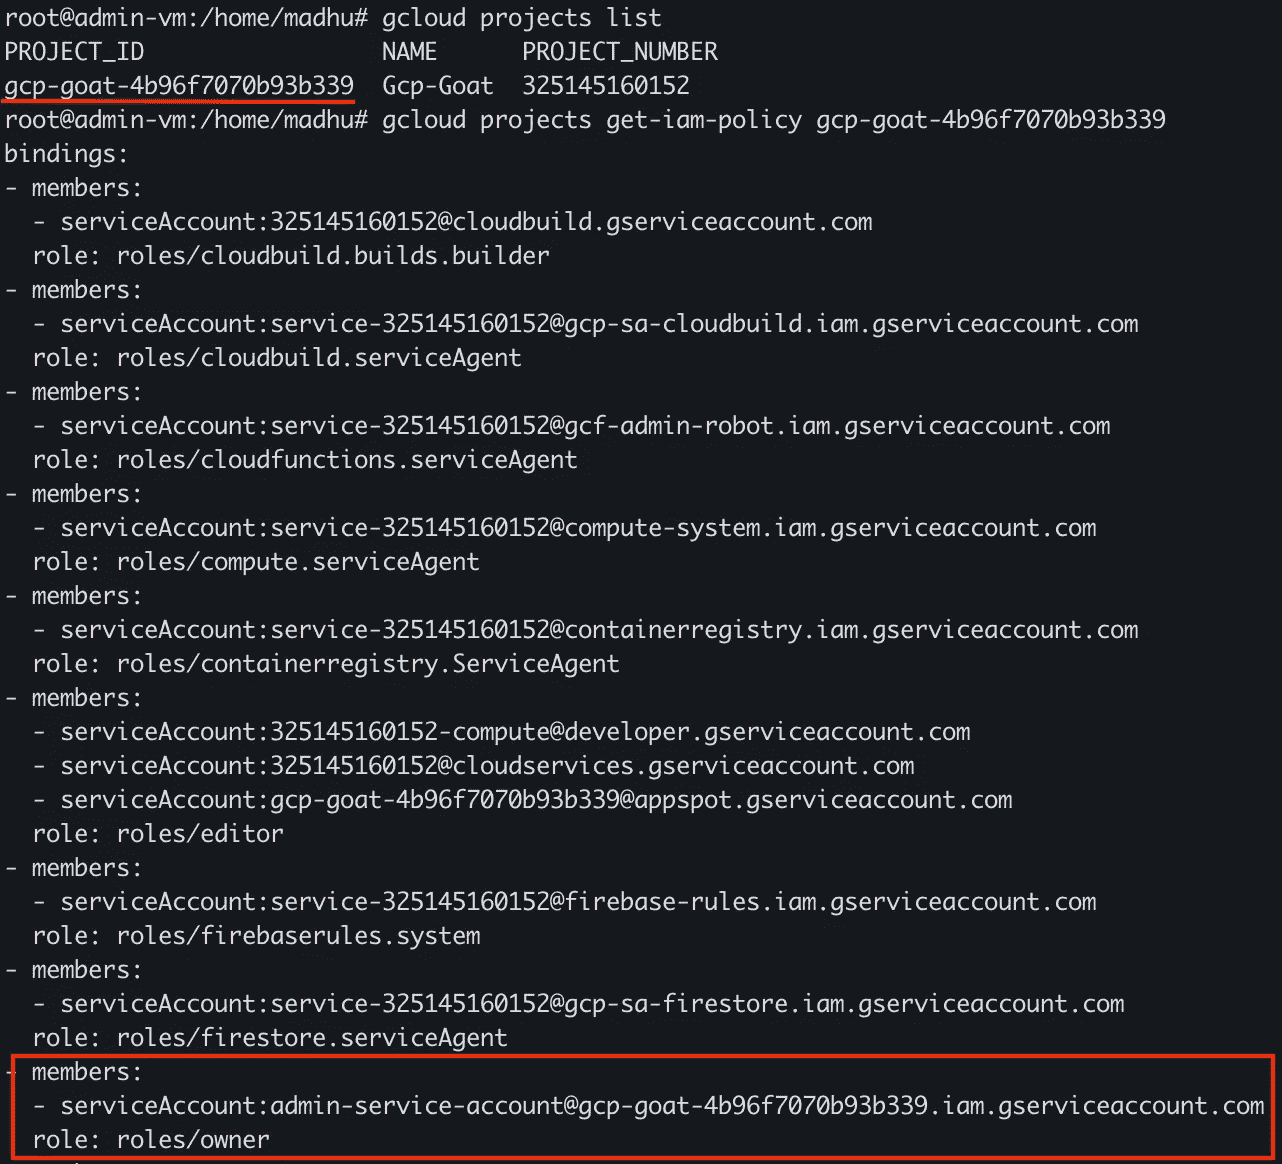 root@admin-vm:/home/madhu# gcloud projects list
PROJECT_ID NAME PROJECT_NUMBER
gcp-goat-4b96f7070b93b339 Gcp-Goat 325145160152
root@admin-vm:/home/madhu# gcloud projects get-iam-policy gcp-goat-4b96f7070b93b339
bindings:
- members:
  - serviceAccount:325145160152@cloudbuild.gserviceaccount.com
  role: roles/cloudbuild.builds.builder
- members:
  - serviceAccount:service-325145160152@gcp-sa-cloudbuild.iam.gserviceaccount.com
  role: roles/cloudbuild.serviceAgent
- members:
  - serviceAccount:service-325145160152@gcf-admin-robot.iam.gserviceaccount.com
  role: roles/cloudfunctions.serviceAgent
- members:
  - serviceAccount:service-325145160152@compute-system.iam.gserviceaccount.com
  role: roles/compute.serviceAgent
- members:
  - serviceAccount:service-325145160152@containerregistry.iam.gserviceaccount.com
  role: roles/containerregistry.ServiceAgent
- members:
  - serviceAccount:325145160152-compute@developer.gserviceaccount.com
  - serviceAccount:325145160152@cloudservices.gserviceaccount.com
  - serviceAccount:gcp-goat-4b96f7070b93b339@appspot.gserviceaccount.com
  role: roles/editor
- members:
  - serviceAccount:service-325145160152@firebase-rules.iam.gserviceaccount.com
  role: roles/firebaserules.system
- members:
  - serviceAccount:service-325145160152@gcp-sa-firestore.iam.gserviceaccount.com
  role: roles/firestore.serviceAgent
- members:
  - serviceAccount:admin-service-account@gcp-goat-4b96f7070b93b339.iam.gserviceaccount.com
  role: roles/owner